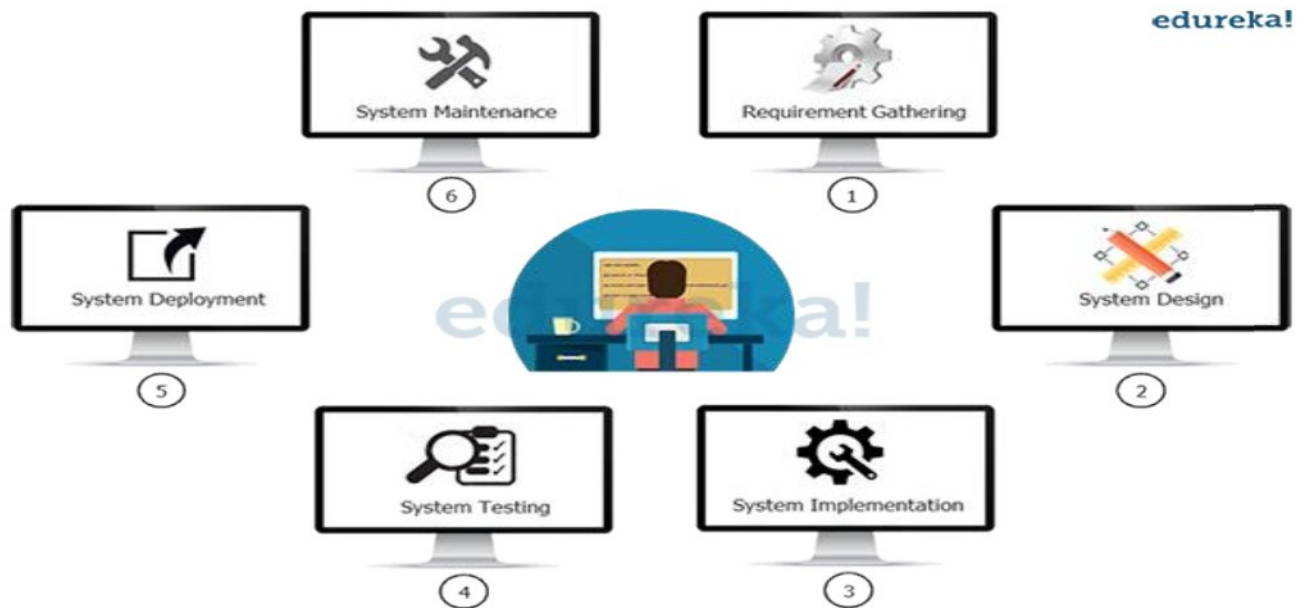 edureka!
System Maintenance
Requirement Gathering
6
1
System Deployment
System Design
edureka!
5
2
System Testing
System Implementation
4
3